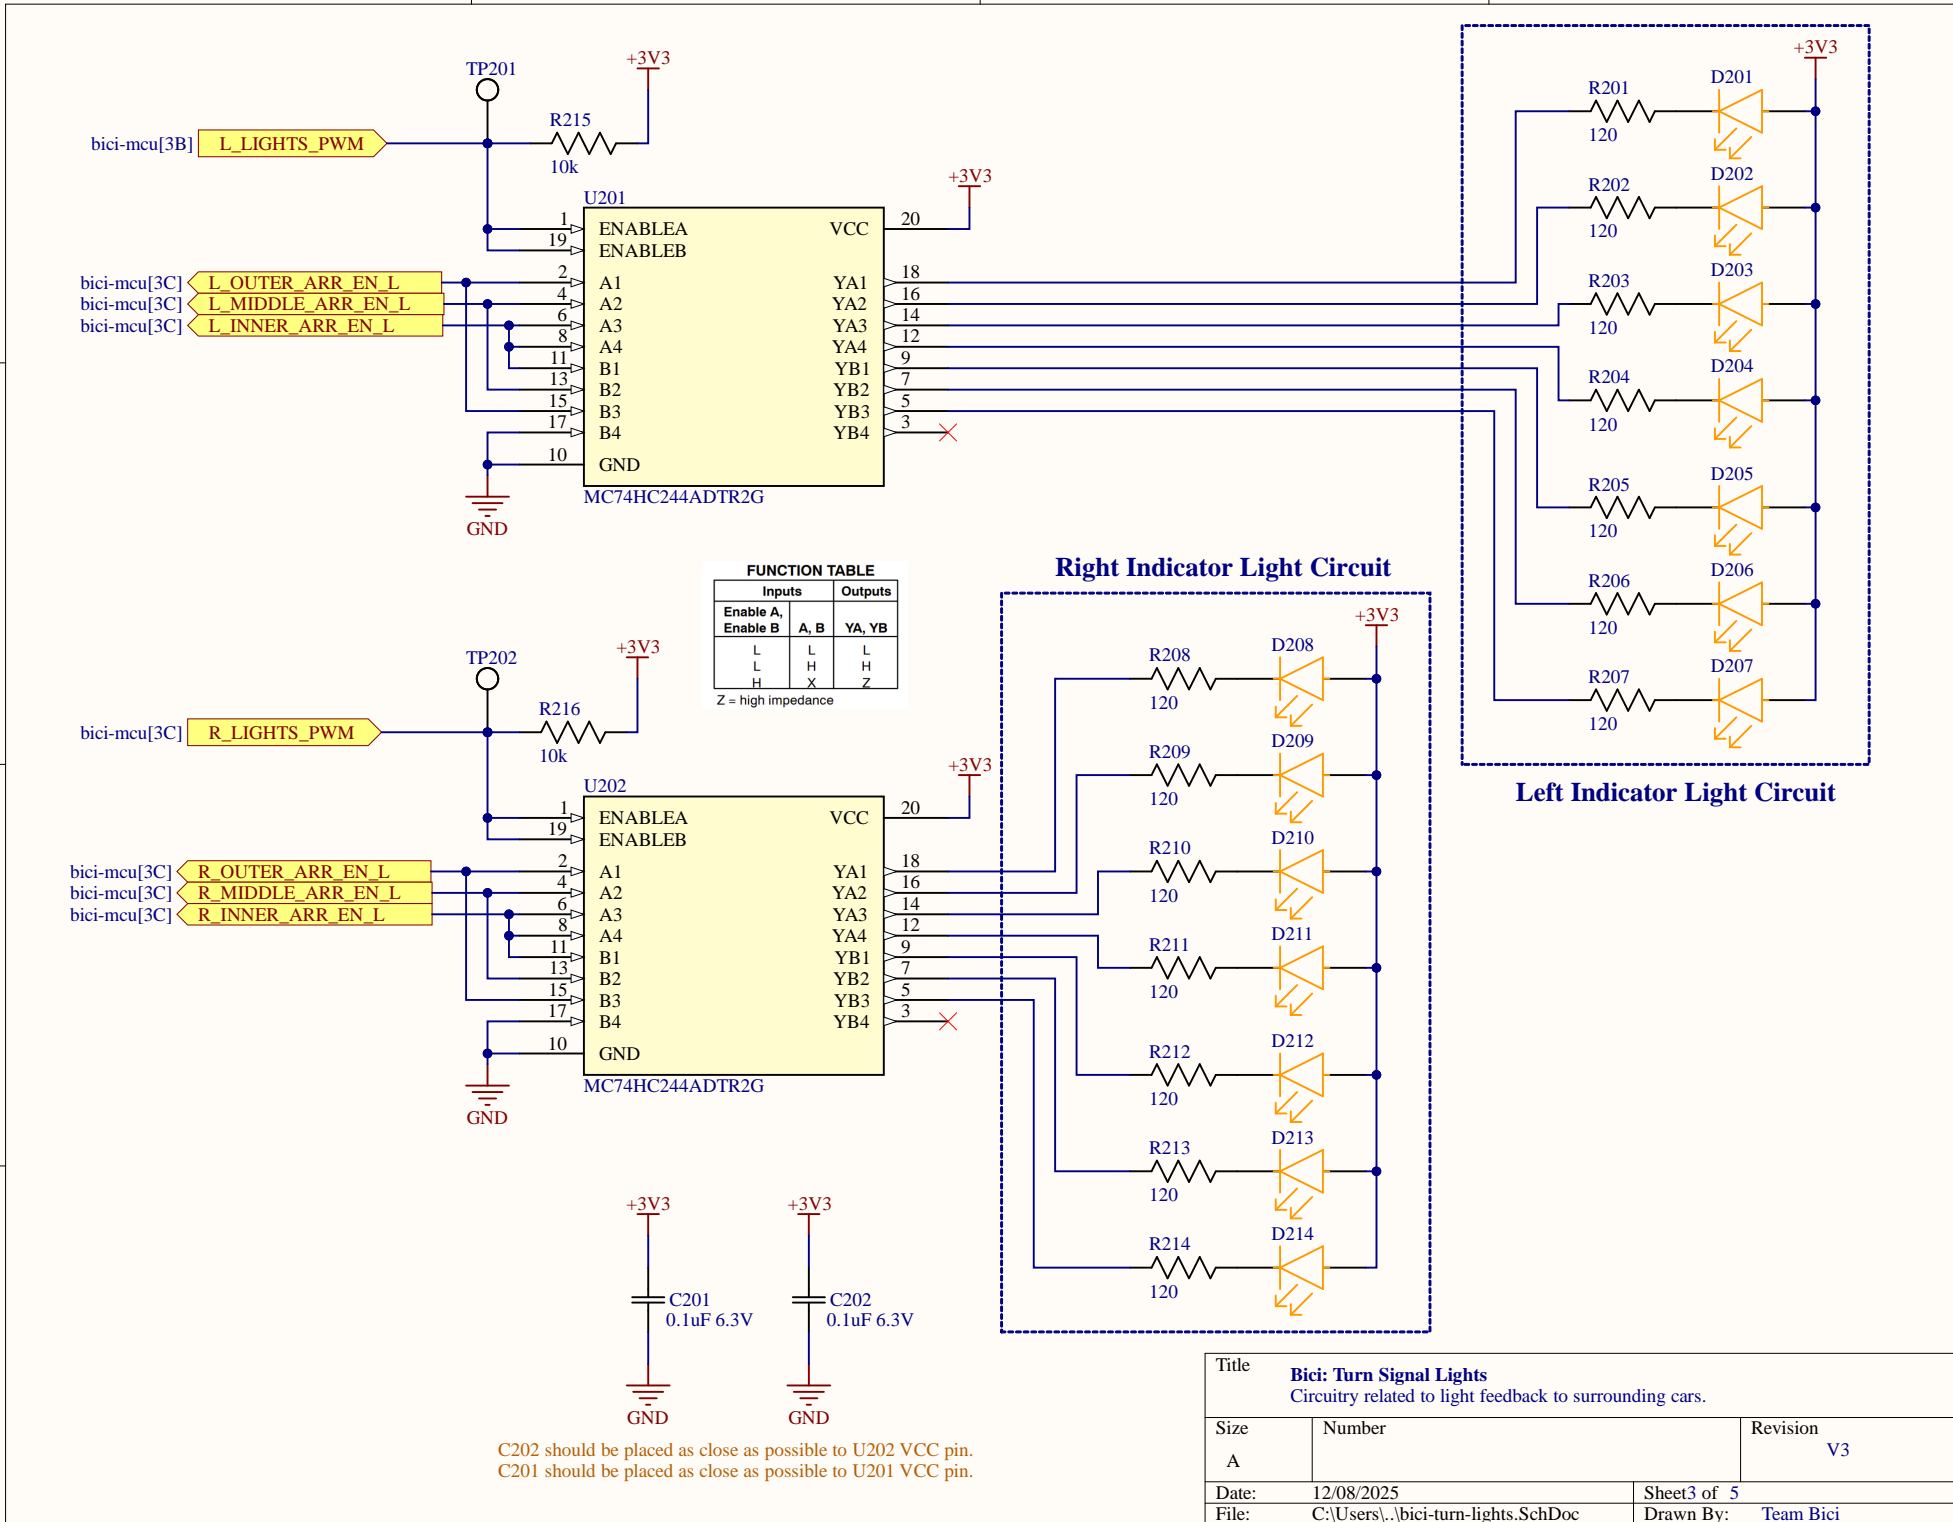 TP201
+3V3
bici-mcu[3B] L_LIGHTS_PWM
R215
10k
U201
+3V3
1 ENABLEA VCC 20
19 ENABLEB
bici-mcu[3C] L_OUTER_ARR_EN_L 2 A1 YA1 18
bici-mcu[3C] L_MIDDLE_ARR_EN_L 4 A2 YA2 16
bici-mcu[3C] L_INNER_ARR_EN_L 6 A3 YA3 14
8 A4 YA4 12
11 B1 YB1 9
13 B2 YB2 7
15 B3 YB3 5
17 B4 YB4 3
10 GND
MC74HC244ADTR2G
GND
+3V3
R201 D201
120
R202 D202
120
R203 D203
120
R204 D204
120
R205 D205
120
R206 D206
120
R207 D207
120
Left Indicator Light Circuit
FUNCTION TABLE
Inputs Outputs
Enable A, Enable B A, B YA, YB
L L L
L H H
H X Z
Z = high impedance
TP202
+3V3
bici-mcu[3C] R_LIGHTS_PWM
R216
10k
U202
+3V3
1 ENABLEA VCC 20
19 ENABLEB
bici-mcu[3C] R_OUTER_ARR_EN_L 2 A1 YA1 18
bici-mcu[3C] R_MIDDLE_ARR_EN_L 4 A2 YA2 16
bici-mcu[3C] R_INNER_ARR_EN_L 6 A3 YA3 14
8 A4 YA4 12
11 B1 YB1 9
13 B2 YB2 7
15 B3 YB3 5
17 B4 YB4 3
10 GND
MC74HC244ADTR2G
GND
Right Indicator Light Circuit
+3V3
R208 D208
120
R209 D209
120
R210 D210
120
R211 D211
120
R212 D212
120
R213 D213
120
R214 D214
120
+3V3 +3V3
C201 C202
0.1uF 6.3V 0.1uF 6.3V
GND GND
C202 should be placed as close as possible to U202 VCC pin.
C201 should be placed as close as possible to U201 VCC pin.
Title
Bici: Turn Signal Lights
Circuitry related to light feedback to surrounding cars.
Size Number Revision
A V3
Date: 12/08/2025 Sheet3 of 5
File: C:\Users\..\bici-turn-lights.SchDoc Drawn By: Team Bici